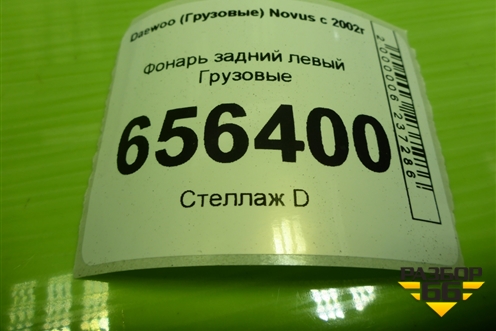 Daewoo (Грузовые) Novus с 2002г
Фонарь задний левый
Грузовые
656400
Стеллаж D
2000006237286
РАЗБОР
66